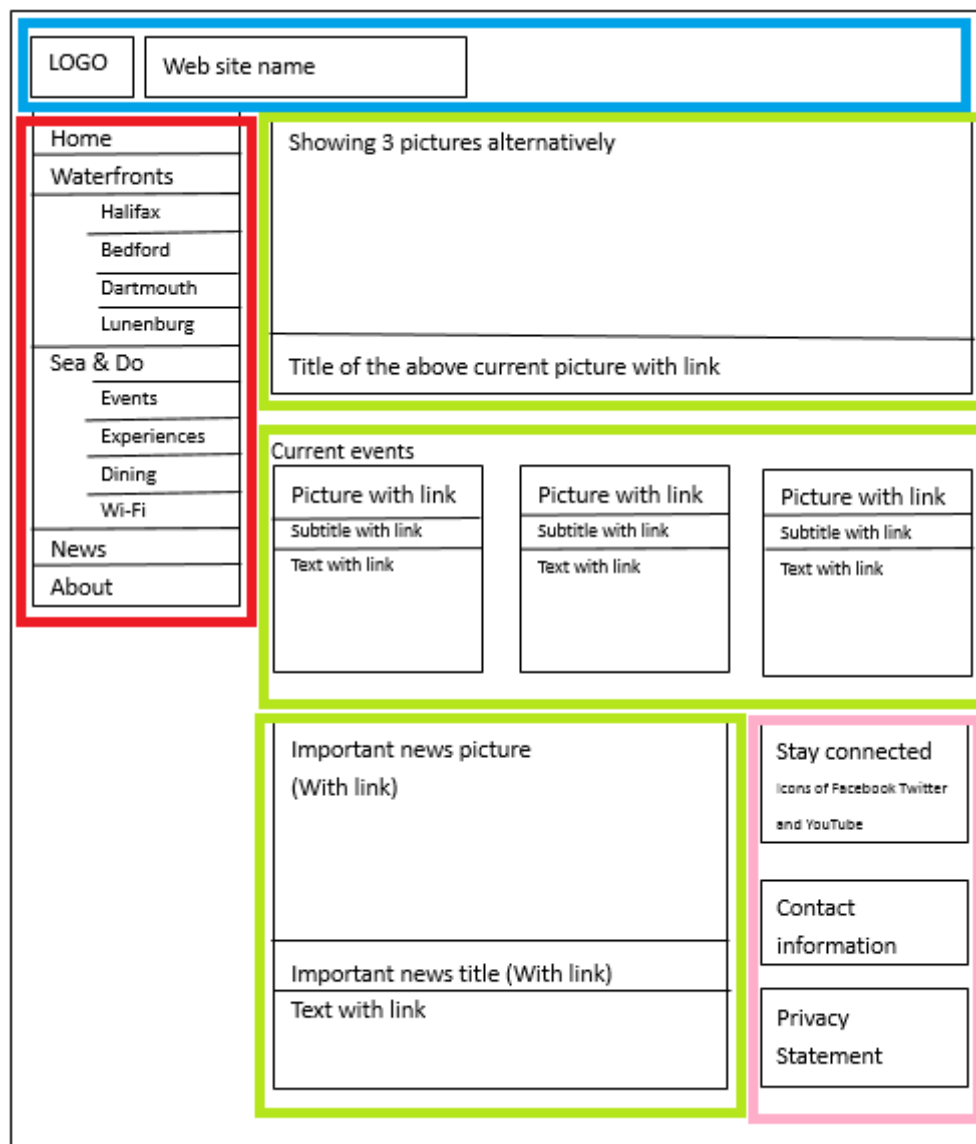 LOGO
Web site name
Home
Waterfronts
Halifax
Bedford
Dartmouth
Lunenburg
Sea & Do
Events
Experiences
Dining
Wi-Fi
News
About
Showing 3 pictures alternatively
Title of the above current picture with link
Current events
Picture with link
Subtitle with link
Text with link
Picture with link
Subtitle with link
Text with link
Picture with link
Subtitle with link
Text with link
Important news picture
(With link)
Important news title (With link)
Text with link
Stay connected
Icons of Facebook Twitter
and YouTube
Contact
information
Privacy
Statement